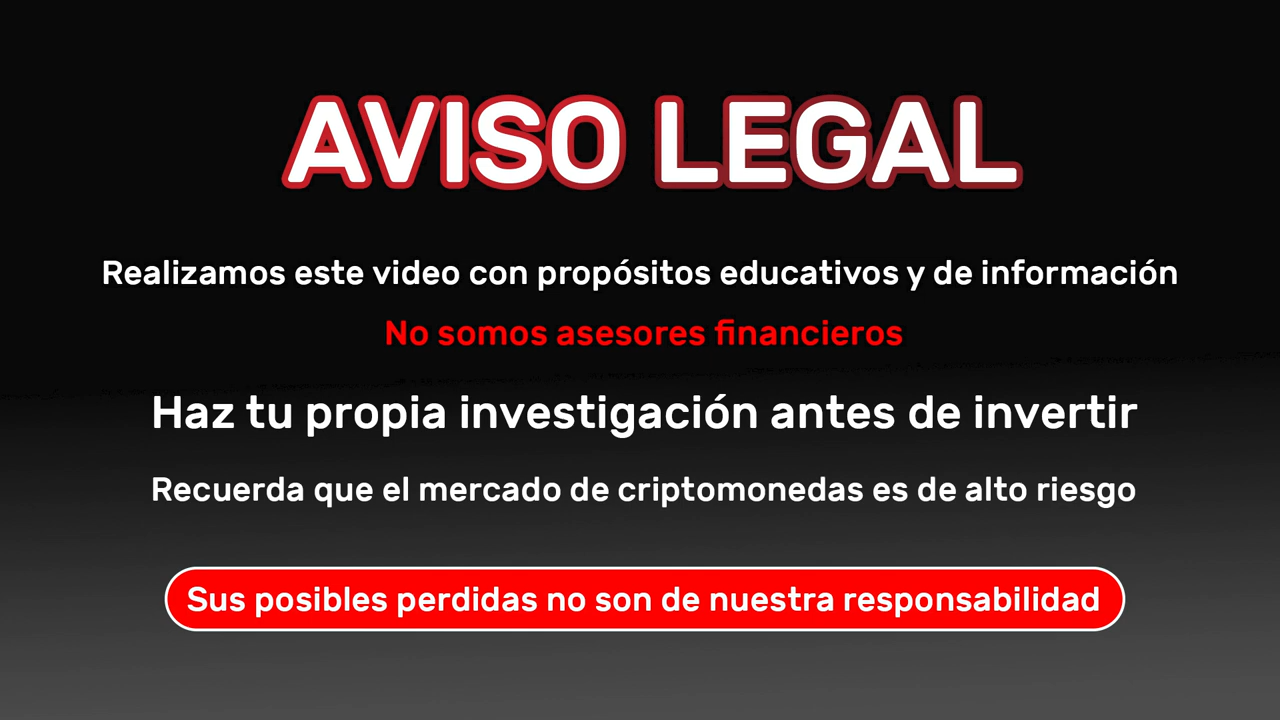 AVISO LEGAL
Realizamos este video con propósitos educativos y de información
No somos asesores financieros
Haz tu propia investigación antes de invertir
Recuerda que el mercado de criptomonedas es de alto riesgo
Sus posibles perdidas no son de nuestra responsabilidad